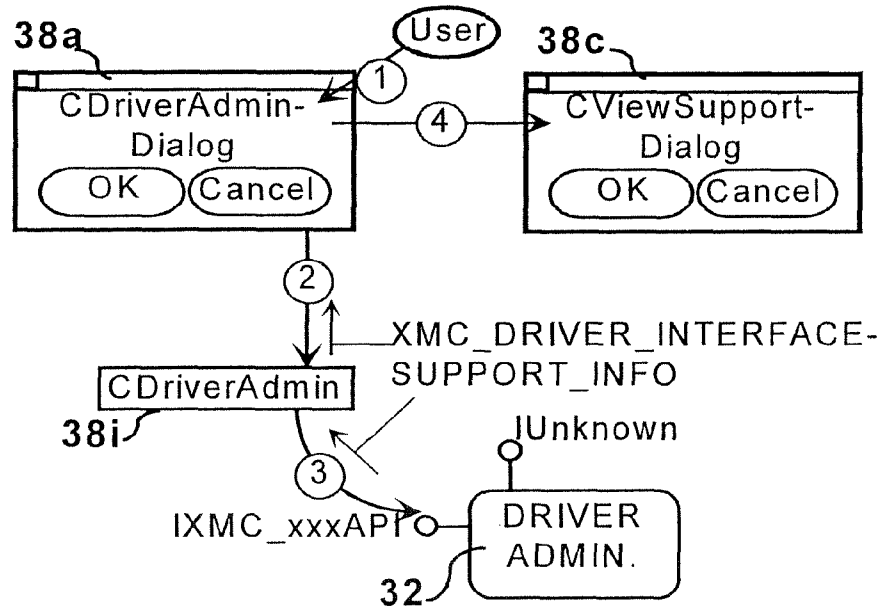 User
38a
38c
1
CDriverAdmin-
Dialog
OK
Cancel
4
CViewSupport-
Dialog
OK
Cancel
2
XMC_DRIVER_INTERFACE-
SUPPORT_INFO
CDriverAdmin
38i
IUnknown
3
IXMC_xxxAPI
DRIVER
ADMIN.
32